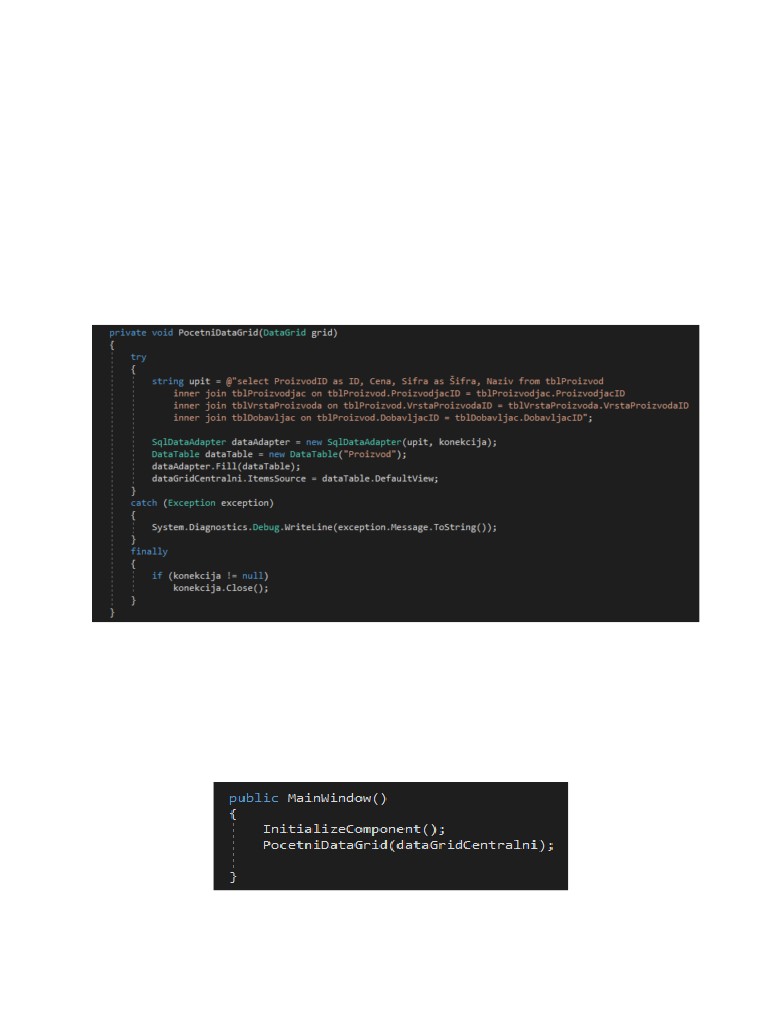 private void PocetniDataGrid(DataGrid grid)
{
try
{
string upit = @"select ProizvodID as ID, Cena, Sifra as Šifra, Naziv from tblProizvod
inner join tblProizvodjac on tblProizvod.ProizvodjacID = tblProizvodjac.ProizvodjacID
inner join tblVrstaProizvoda on tblProizvod.VrstaProizvodaID = tblVrstaProizvoda.VrstaProizvodaID
inner join tblDobavljac on tblProizvod.DobavljacID = tblDobavljac.DobavljacID";
SqlDataAdapter dataAdapter = new SqlDataAdapter(upit, konekcija);
DataTable dataTable = new DataTable("Proizvod");
dataAdapter.Fill(dataTable);
dataGridCentralni.ItemsSource = dataTable.DefaultView;
}
catch (Exception exception)
{
System.Diagnostics.Debug.WriteLine(exception.Message.ToString());
}
finally
{
if (konekcija != null)
konekcija.Close();
}
}
public MainWindow()
{
InitializeComponent();
PocetniDataGrid(dataGridCentralni);
}